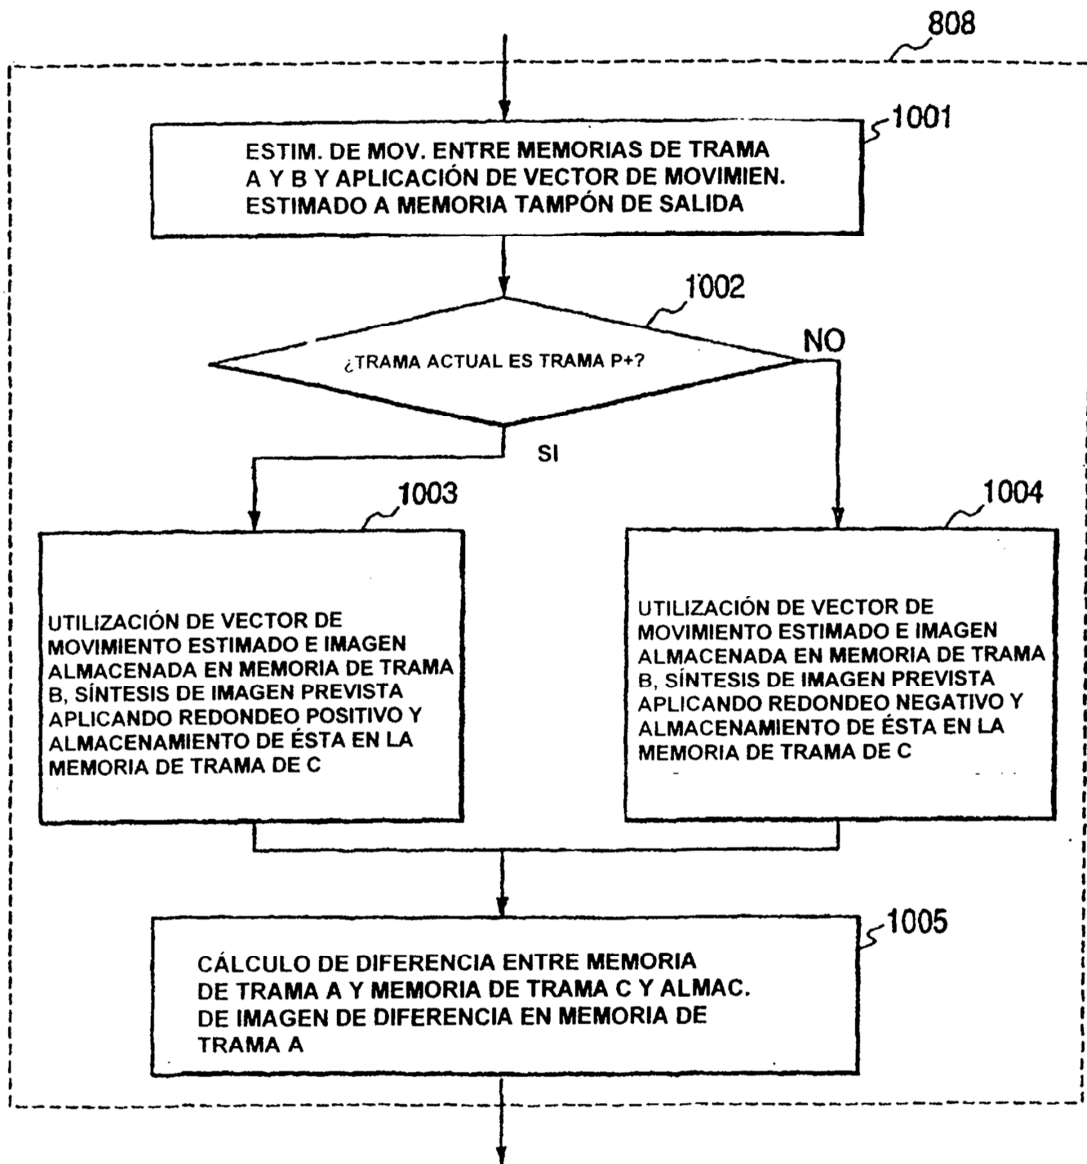 808
1001
ESTIM. DE MOV. ENTRE MEMORIAS DE TRAMA
A Y B Y APLICACIÓN DE VECTOR DE MOVIMIEN.
ESTIMADO A MEMORIA TAMPÓN DE SALIDA
1002
¿TRAMA ACTUAL ES TRAMA P+?
NO
SI
1003
UTILIZACIÓN DE VECTOR DE
MOVIMIENTO ESTIMADO E IMAGEN
ALMACENADA EN MEMORIA DE TRAMA
B, SÍNTESIS DE IMAGEN PREVISTA
APLICANDO REDONDEO POSITIVO Y
ALMACENAMIENTO DE ÉSTA EN LA
MEMORIA DE TRAMA DE C
1004
UTILIZACIÓN DE VECTOR DE
MOVIMIENTO ESTIMADO E IMAGEN
ALMACENADA EN MEMORIA DE TRAMA
B, SÍNTESIS DE IMAGEN PREVISTA
APLICANDO REDONDEO NEGATIVO Y
ALMACENAMIENTO DE ÉSTA EN LA
MEMORIA DE TRAMA DE C
1005
CÁLCULO DE DIFERENCIA ENTRE MEMORIA
DE TRAMA A Y MEMORIA DE TRAMA C Y ALMAC.
DE IMAGEN DE DIFERENCIA EN MEMORIA DE
TRAMA A